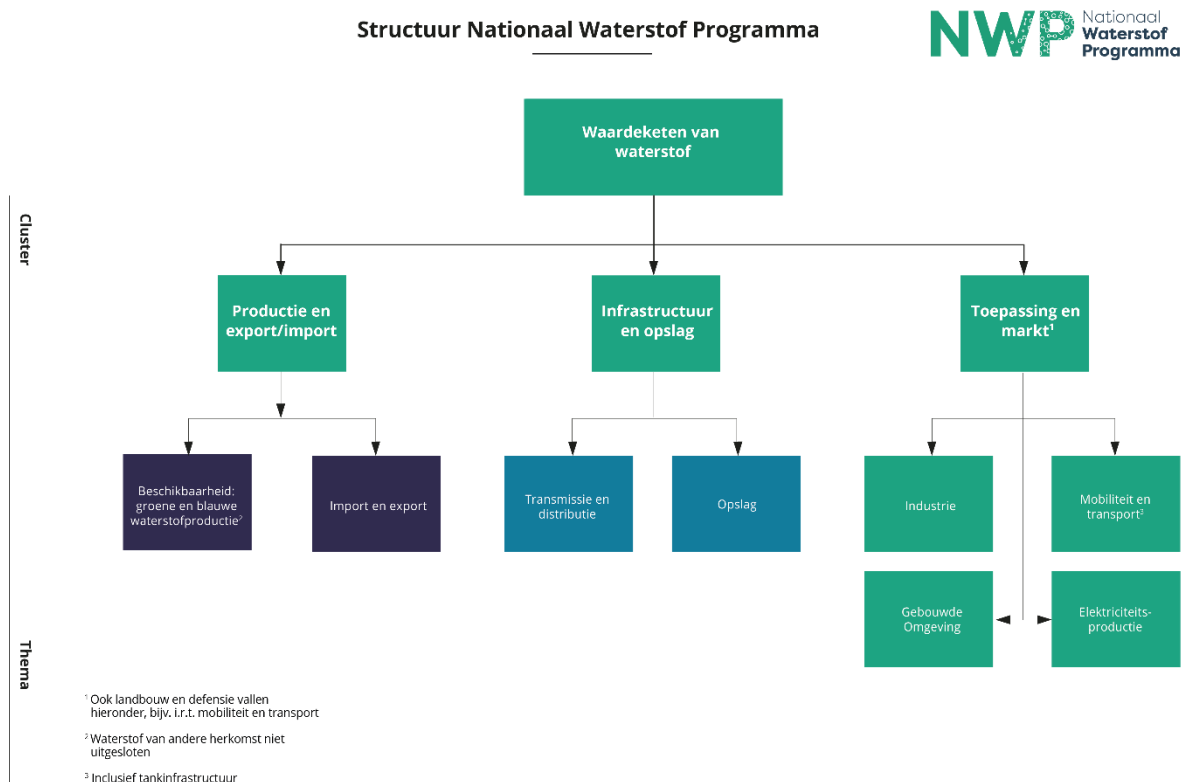 Structuur Nationaal Waterstof Programma
NWP
Nationaal
Waterstof
Programma
Waardeketen van
waterstof
Cluster
Productie en
export/import
Infrastructuur
en opslag
Toepassing en
markt¹
Beschikbaarheid:
groene en blauwe
waterstofproductie²
Import en export
Transmissie en
distributie
Opslag
Industrie
Mobiliteit en
transport³
Gebouwde
Omgeving
Elektriciteits-
productie
Thema
¹ Ook landbouw en defensie vallen
hieronder, bijv. i.r.t. mobiliteit en transport
² Waterstof van andere herkomst niet
uitgesloten
³ Inclusief tankinfrastructuur